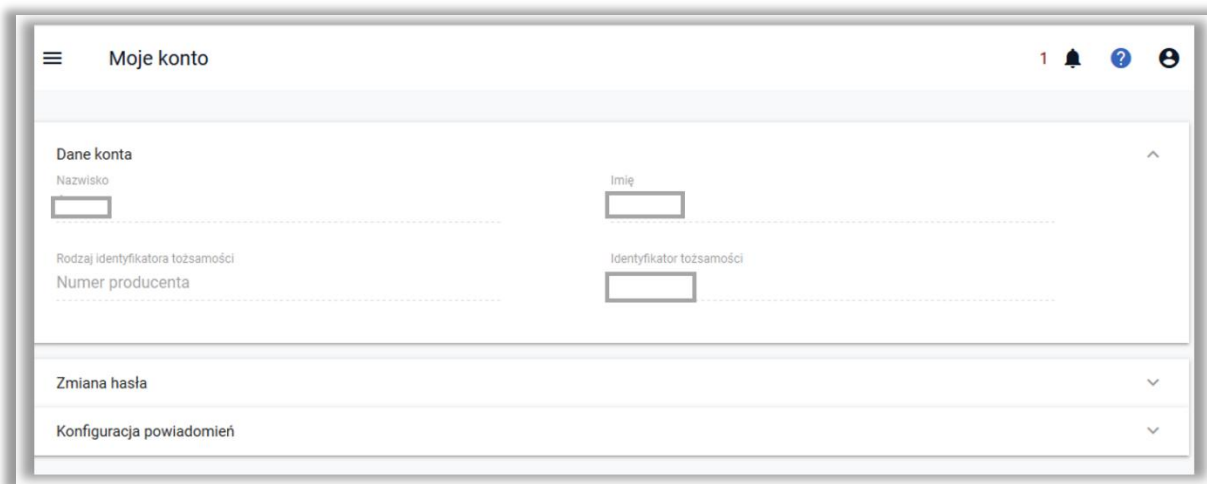 Moje konto 1 ?
Dane konta
Nazwisko Imię
Rodzaj identyfikatora tożsamości Identyfikator tożsamości
Numer producenta
Zmiana hasła
Konfiguracja powiadomień